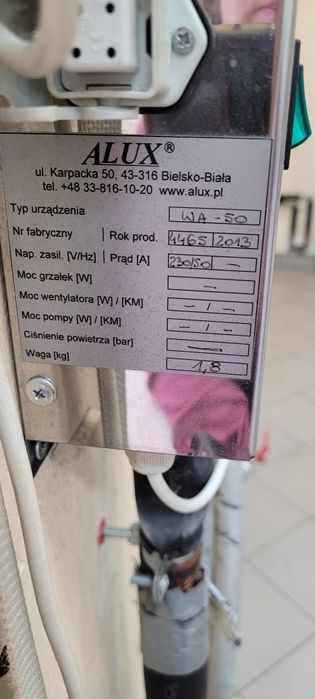 ALUX®
ul. Karpacka 50, 43-316 Bielsko-Biała
tel. +48 33-816-10-20 www.alux.pl
Typ urządzenia WA-50
Nr fabryczny Rok prod. 4465 2013
Nap. zasil. [V/Hz] Prąd [A] 230/50 —
Moc grzałek [W] —
Moc wentylatora [W] / [KM] - / -
Moc pompy [W] / [KM] - / -
Ciśnienie powietrza [bar] —
Waga [kg] 1,8